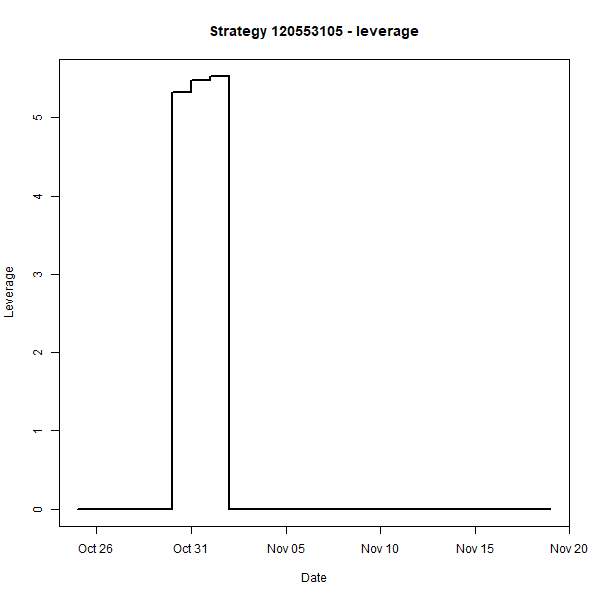 Strategy 120553105 - leverage
5
4
3
2
1
0
Leverage
Oct 26
Oct 31
Nov 05
Nov 10
Nov 15
Nov 20
Date